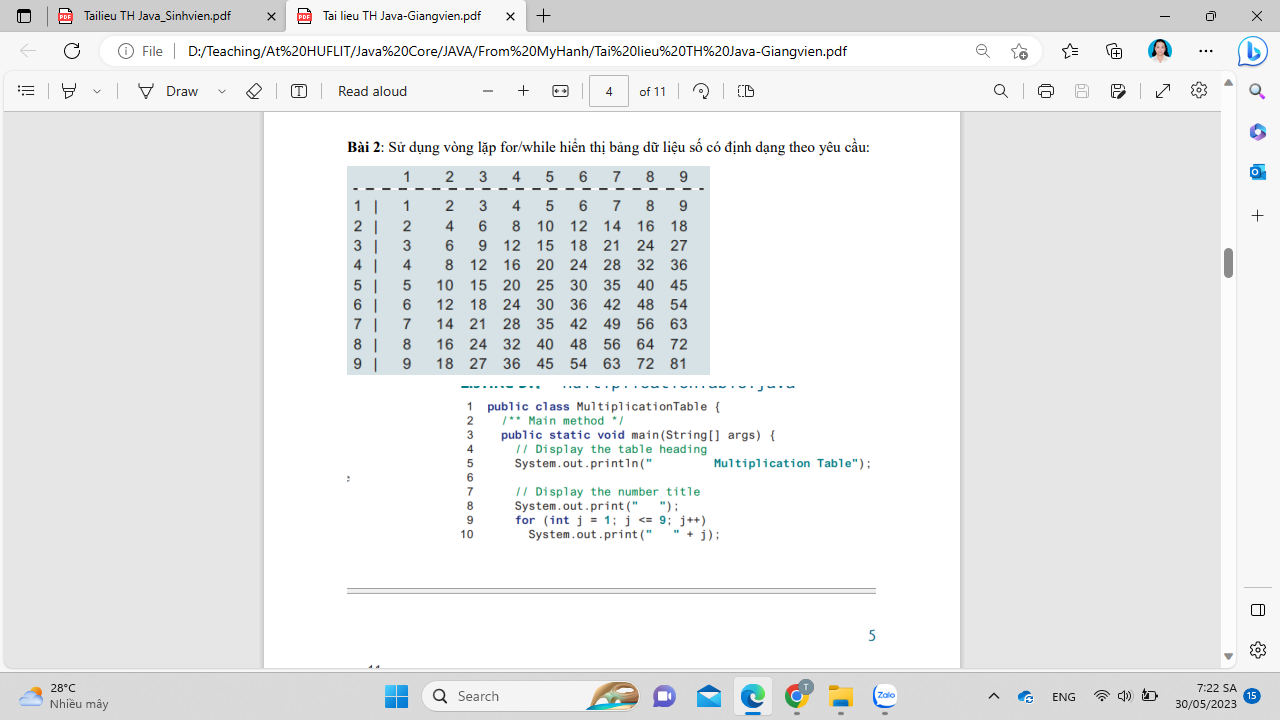 Tailieu TH Java_Sinhvien.pdf
Tai lieu TH Java-Giangvien.pdf
File | D:/Teaching/At%20HUFLIT/Java%20Core/JAVA/From%20MyHanh/Tai%20lieu%20TH%20Java-Giangvien.pdf
Draw Read aloud 4 of 11
Bài 2: Sử dụng vòng lặp for/while hiển thị bảng dữ liệu số có định dạng theo yêu cầu:
1 2 3 4 5 6 7 8 9
1 | 1 2 3 4 5 6 7 8 9
2 | 2 4 6 8 10 12 14 16 18
3 | 3 6 9 12 15 18 21 24 27
4 | 4 8 12 16 20 24 28 32 36
5 | 5 10 15 20 25 30 35 40 45
6 | 6 12 18 24 30 36 42 48 54
7 | 7 14 21 28 35 42 49 56 63
8 | 8 16 24 32 40 48 56 64 72
9 | 9 18 27 36 45 54 63 72 81
1 public class MultiplicationTable {
2 /** Main method */
3 public static void main(String[] args) {
4 // Display the table heading
5 System.out.println("         Multiplication Table");
6
7 // Display the number title
8 System.out.print("   ");
9 for (int j = 1; j <= 9; j++)
10 System.out.print("   " + j);
5
28°C
Nhiều mây
Search
Zalo
T
ENG
7:22 SA
30/05/2023
15